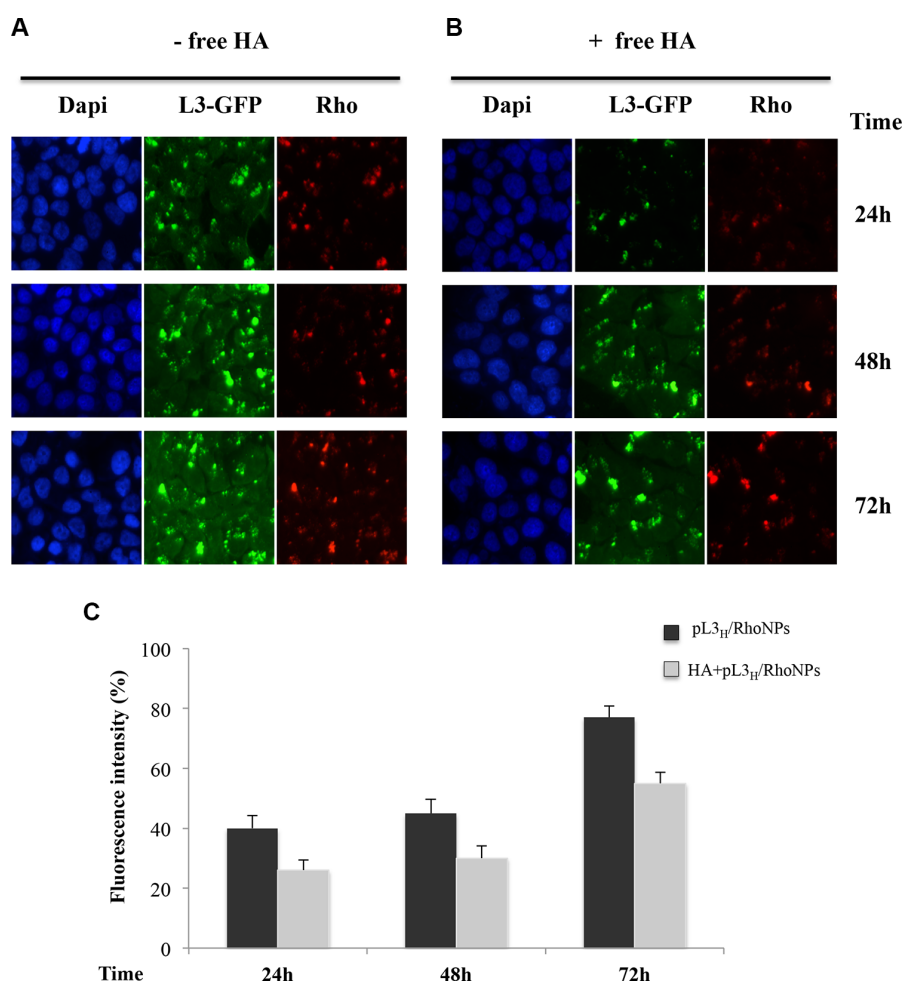 A
- free HA
Dapi L3-GFP Rho
B
+ free HA
Dapi L3-GFP Rho
Time
24h
48h
72h
C
pL3H/RhoNPs
HA+pL3H/RhoNPs
Fluorescence intensity (%)
100
80
60
40
20
0
Time 24h 48h 72h